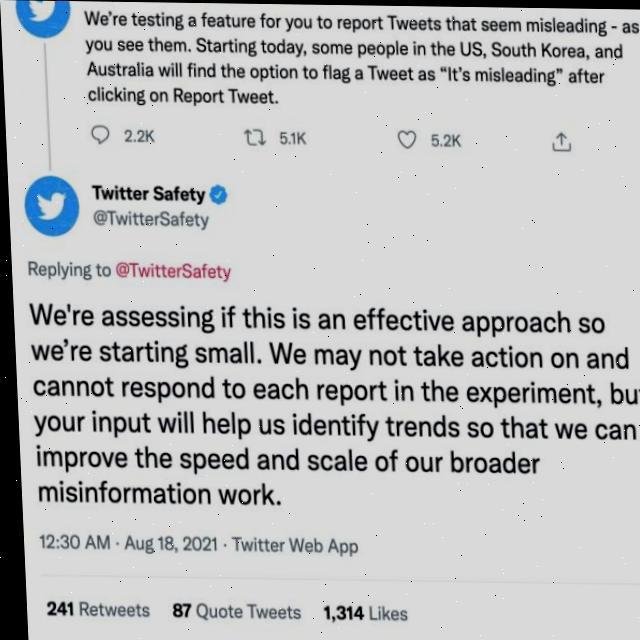 We're testing a feature for you to report Tweets that seem misleading - as
you see them. Starting today, some people in the US, South Korea, and
Australia will find the option to flag a Tweet as “It’s misleading” after
clicking on Report Tweet.
2.2K 5.1K 5.2K
Twitter Safety
@TwitterSafety
Replying to @TwitterSafety
We're assessing if this is an effective approach so
we’re starting small. We may not take action on and
cannot respond to each report in the experiment, bu
your input will help us identify trends so that we can
improve the speed and scale of our broader
misinformation work.
12:30 AM · Aug 18, 2021 · Twitter Web App
241 Retweets 87 Quote Tweets 1,314 Likes